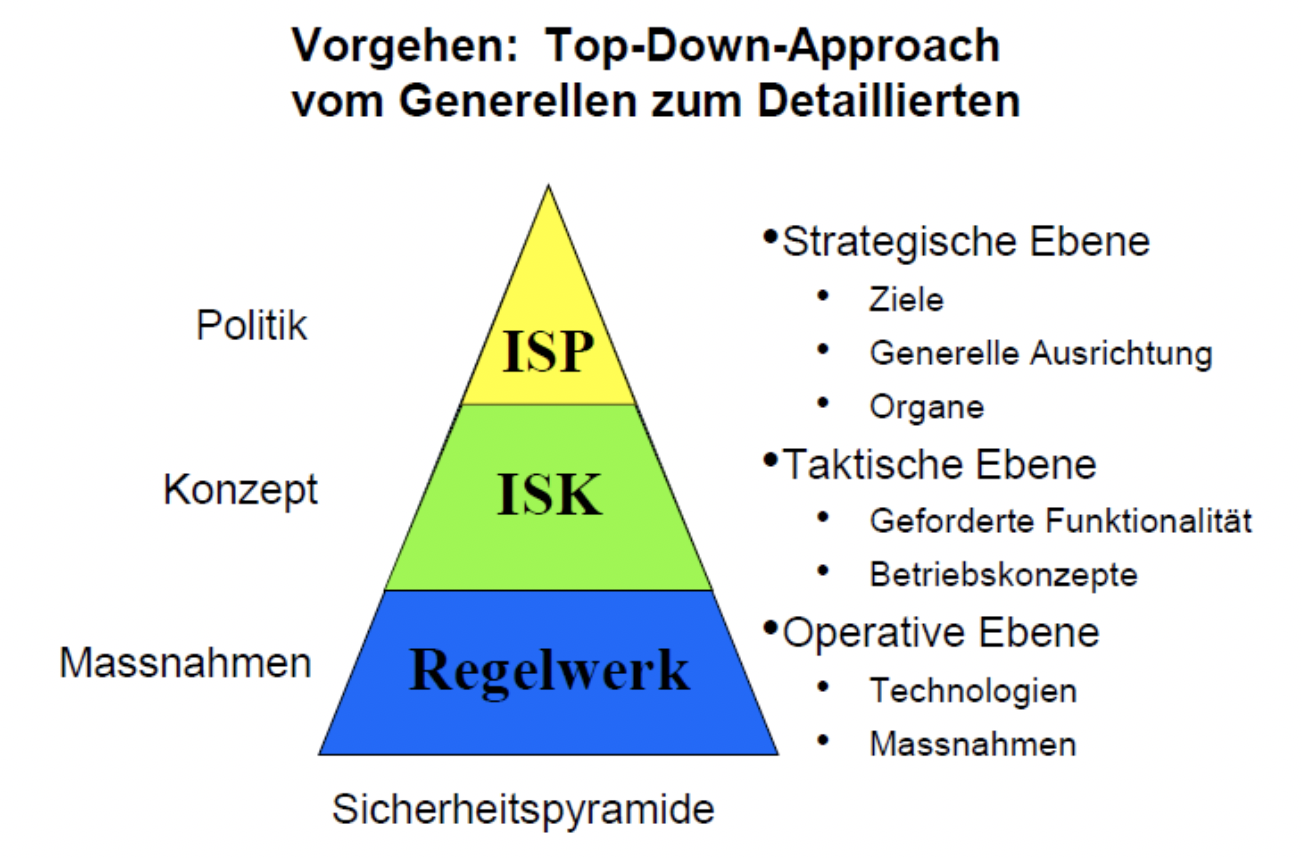 Vorgehen: Top-Down-Approach
vom Generellen zum Detaillierten
Politik
ISP
•Strategische Ebene
• Ziele
• Generelle Ausrichtung
• Organe
Konzept
ISK
•Taktische Ebene
• Geforderte Funktionalität
• Betriebskonzepte
Massnahmen
Regelwerk
•Operative Ebene
• Technologien
• Massnahmen
Sicherheitspyramide